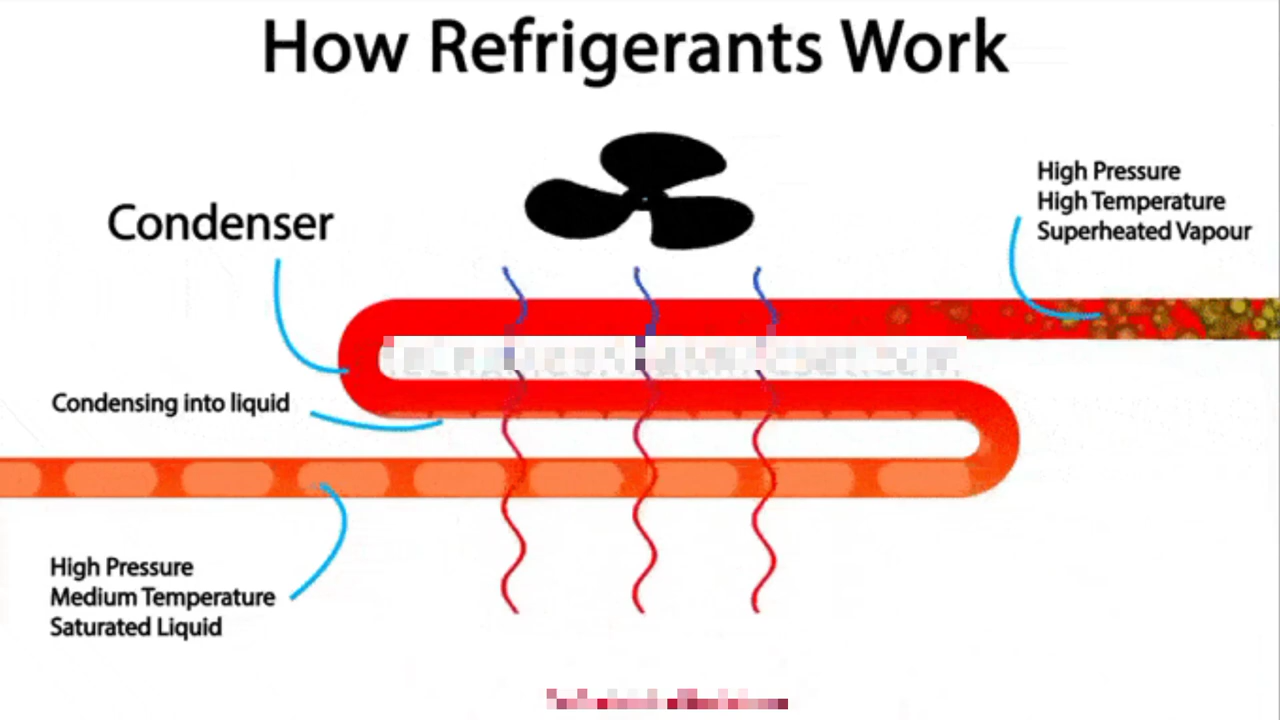 How Refrigerants Work
High Pressure
High Temperature
Superheated Vapour
Condenser
Condensing into liquid
High Pressure
Medium Temperature
Saturated Liquid